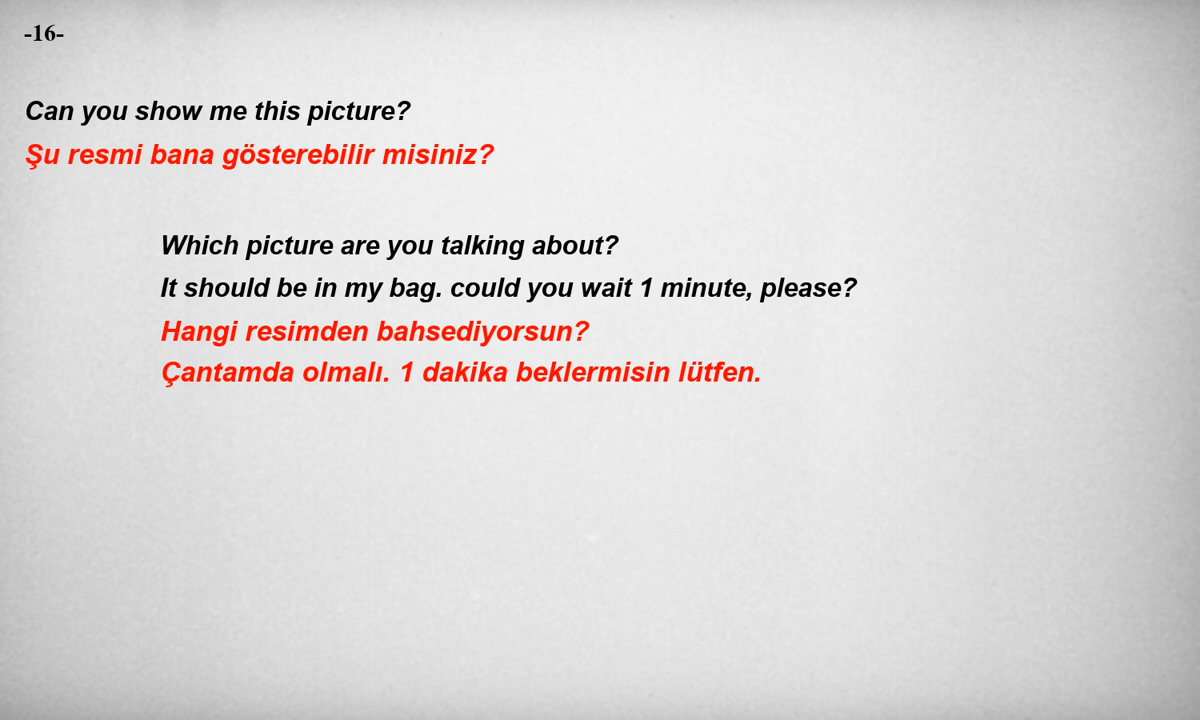 -16-
Can you show me this picture?
Şu resmi bana gösterebilir misiniz?
Which picture are you talking about?
It should be in my bag. could you wait 1 minute, please?
Hangi resimden bahsediyorsun?
Çantamda olmalı. 1 dakika beklermisin lütfen.